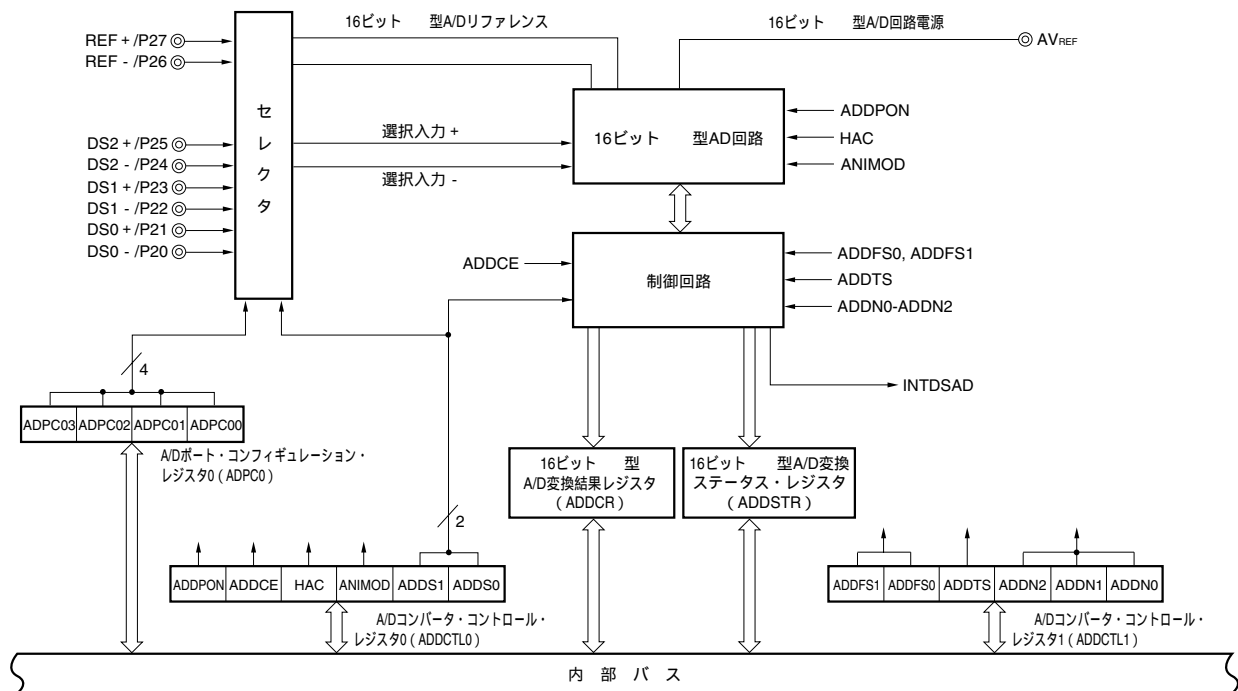 16ビット 型A/Dリファレンス
16ビット 型A/D回路電源
REF + /P27
REF - /P26
AVREF
セレクタ
16ビット 型AD回路
ADDPON
HAC
ANIMOD
選択入力 +
選択入力 -
DS2 + /P25
DS2 - /P24
DS1 + /P23
DS1 - /P22
DS0 + /P21
DS0 - /P20
ADDCE
制御回路
ADDFS0, ADDFS1
ADDTS
ADDN0-ADDN2
4
INTDSAD
ADPC03 ADPC02 ADPC01 ADPC00
A/Dポート・コンフィギュレーション・
レジスタ0 ( ADPC0 )
16ビット 型
A/D変換結果レジスタ
( ADDCR )
16ビット 型A/D変換
ステータス・レジスタ
( ADDSTR )
2
ADDPON ADDCE HAC ANIMOD ADDS1 ADDS0
A/Dコンバータ・コントロール・
レジスタ0 ( ADDCTL0 )
ADDFS1 ADDFS0 ADDTS ADDN2 ADDN1 ADDN0
A/Dコンバータ・コントロール・
レジスタ1 ( ADDCTL1 )
内 部 バ ス